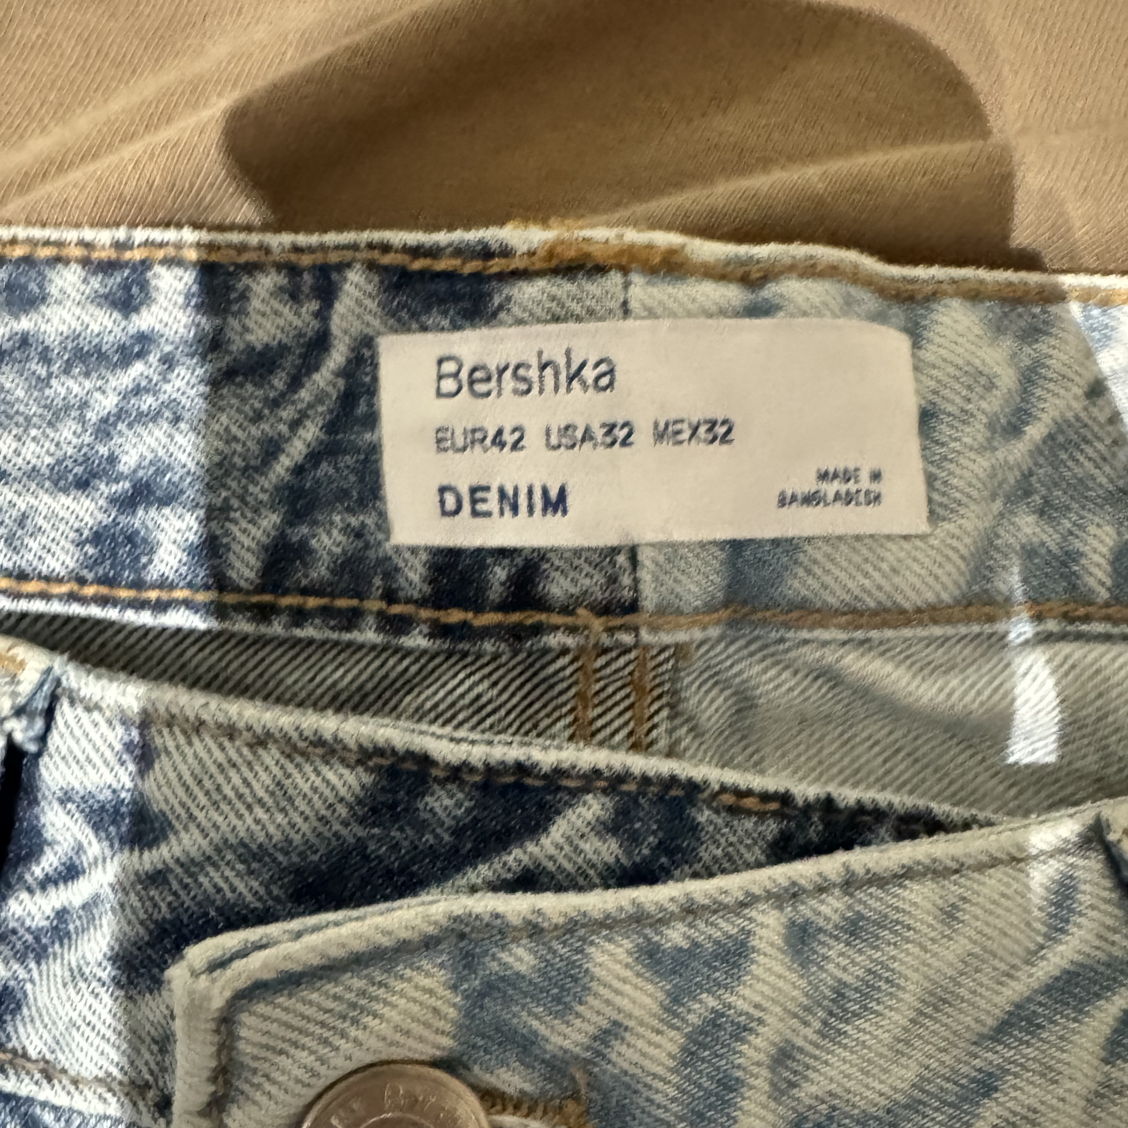 Bershka
EUR42 USA32 MEX32
DENIM
MADE IN
BANGLADESH